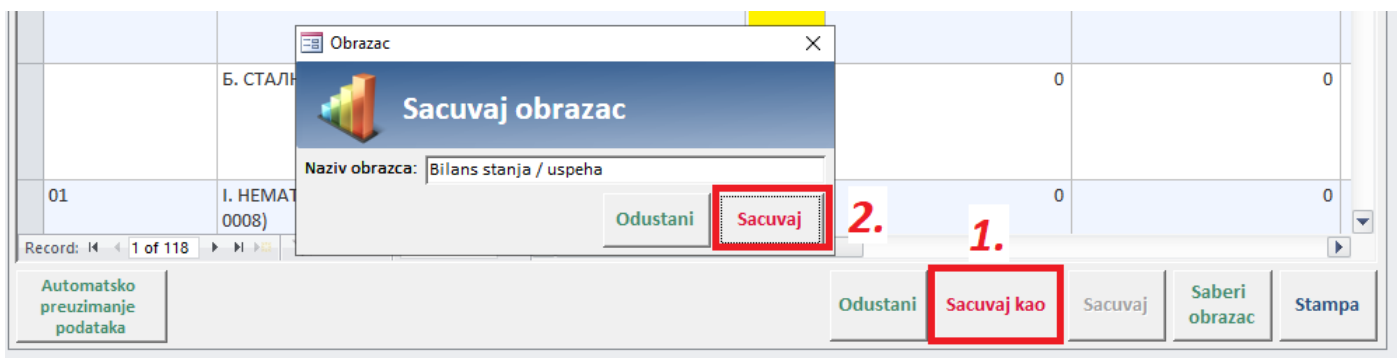 Obrazac
Б. СТАЛ
0
0
Sacuvaj obrazac
Naziv obrazca: Bilans stanja / uspeha
01
I. НЕМАТ
0
0
0008)
Odustani
Sacuvaj
2.
1.
Record: 1 of 118
Automatsko
preuzimanje
podataka
Odustani
Sacuvaj kao
Sacuvaj
Saberi
obrazac
Stampa